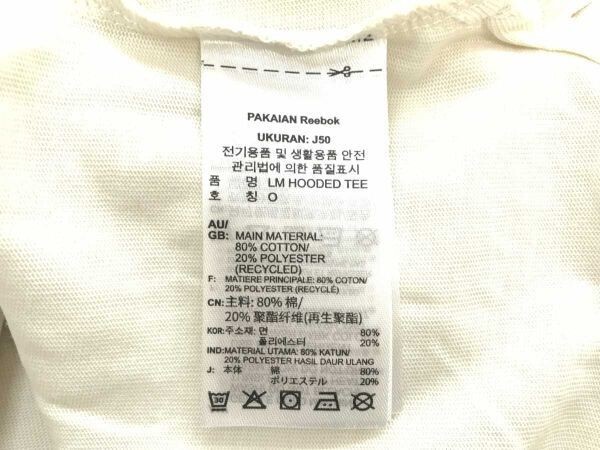 PAKAIAN Reebok
UKURAN: J50
전기용품 및 생활용품 안전
관리법에 의한 품질표시
품 명 LM HOODED TEE
호 칭 O
AU/
GB: MAIN MATERIAL:
80% COTTON/
20% POLYESTER
(RECYCLED)
F: MATIERE PRINCIPALE: 80% COTON/
20% POLYESTER (RECYCLÉ)
CN: 主料: 80% 棉/
20% 聚酯纤维(再生聚酯)
KOR: 주소재: 면 80%
폴리에스터 20%
IND: MATERIAL UTAMA: 80% KATUN/
20% POLYESTER HASIL DAUR ULANG
J: 本体 綿 80%
ポリエステル 20%
30